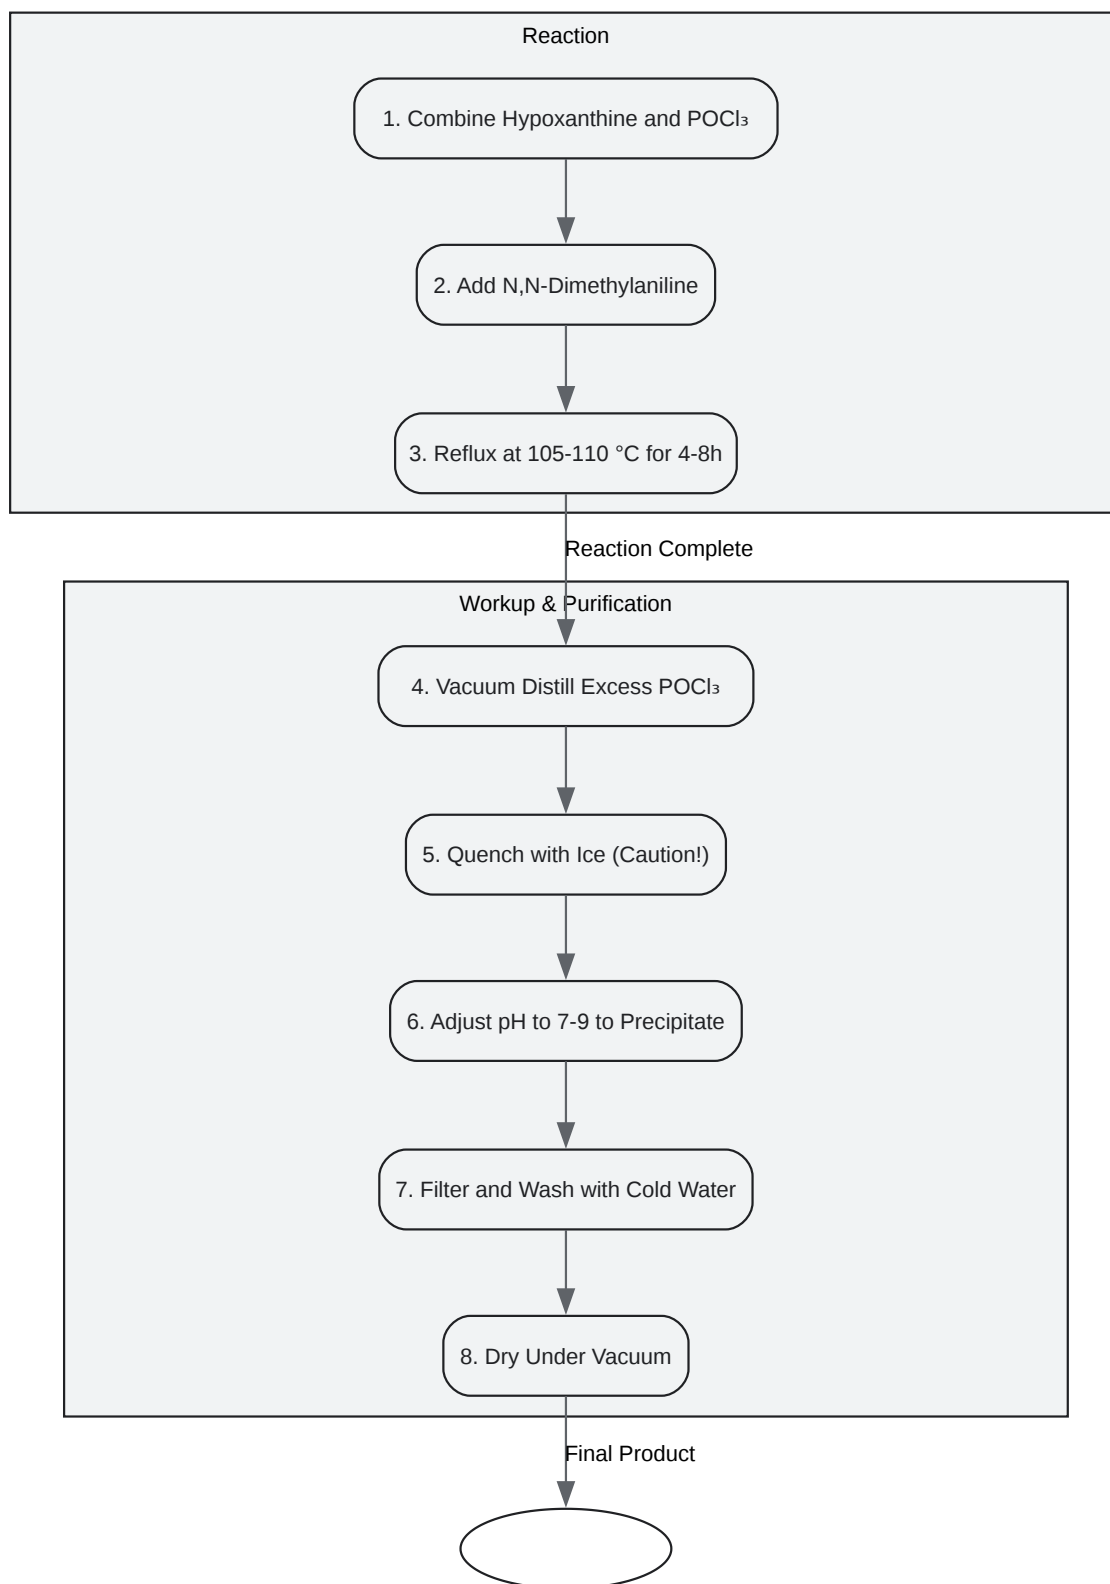 Reaction
1. Combine Hypoxanthine and POCl₃
2. Add N,N-Dimethylaniline
3. Reflux at 105-110 °C for 4-8h
Reaction Complete
Workup & Purification
4. Vacuum Distill Excess POCl₃
5. Quench with Ice (Caution!)
6. Adjust pH to 7-9 to Precipitate
7. Filter and Wash with Cold Water
8. Dry Under Vacuum
Final Product